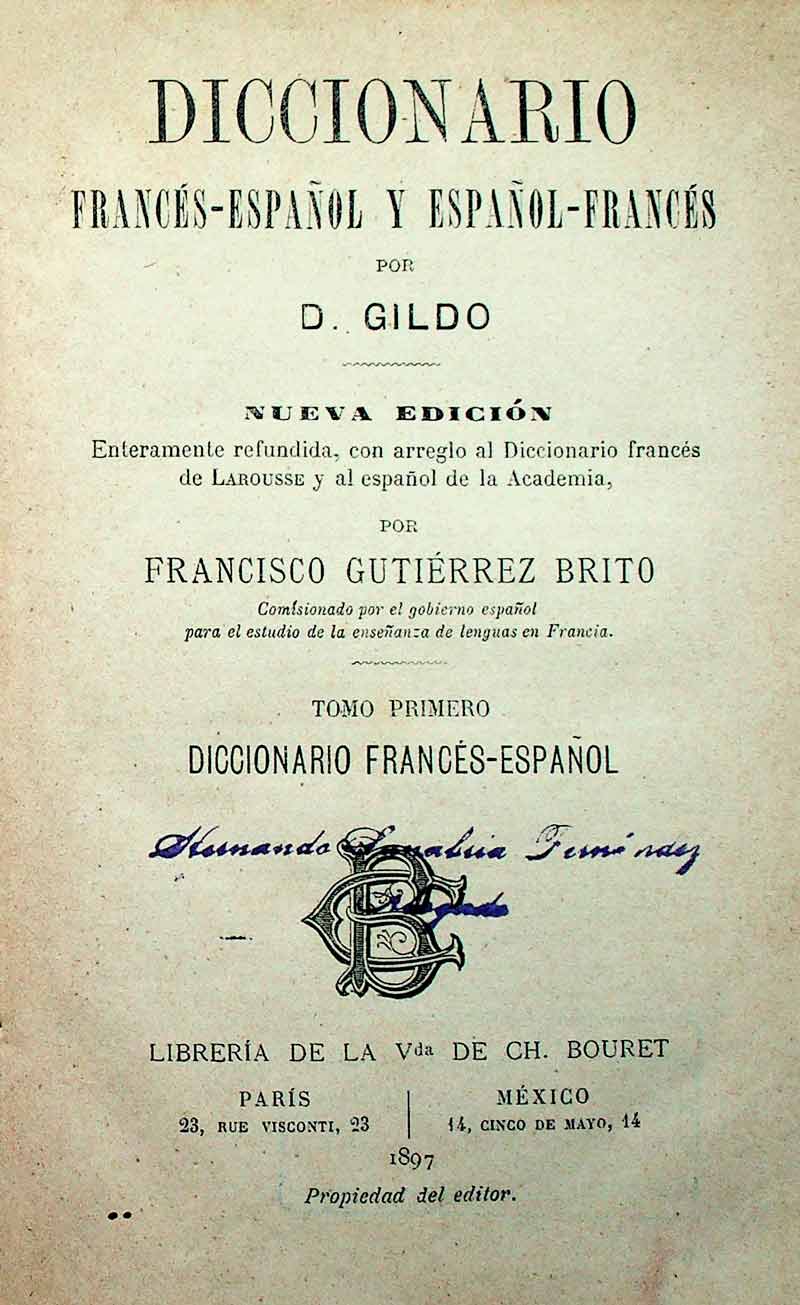 DICCIONARIO
FRANCÉS-ESPAÑOL Y ESPAÑOL-FRANCÉS
POR
D. GILDO
NUEVA EDICIÓN
Enteramente refundida, con arreglo al Diccionario francés
de LAROUSSE y al español de la Academia,
POR
FRANCISCO GUTIÉRREZ BRITO
Comisionado por el gobierno español
para el estudio de la enseñanza de lenguas en Francia.
TOMO PRIMERO
DICCIONARIO FRANCÉS-ESPAÑOL
LIBRERÍA DE LA Vda DE CH. BOURET
PARÍS
23, RUE VISCONTI, 23
MÉXICO
14, CINCO DE MAYO, 14
1897
Propiedad del editor.